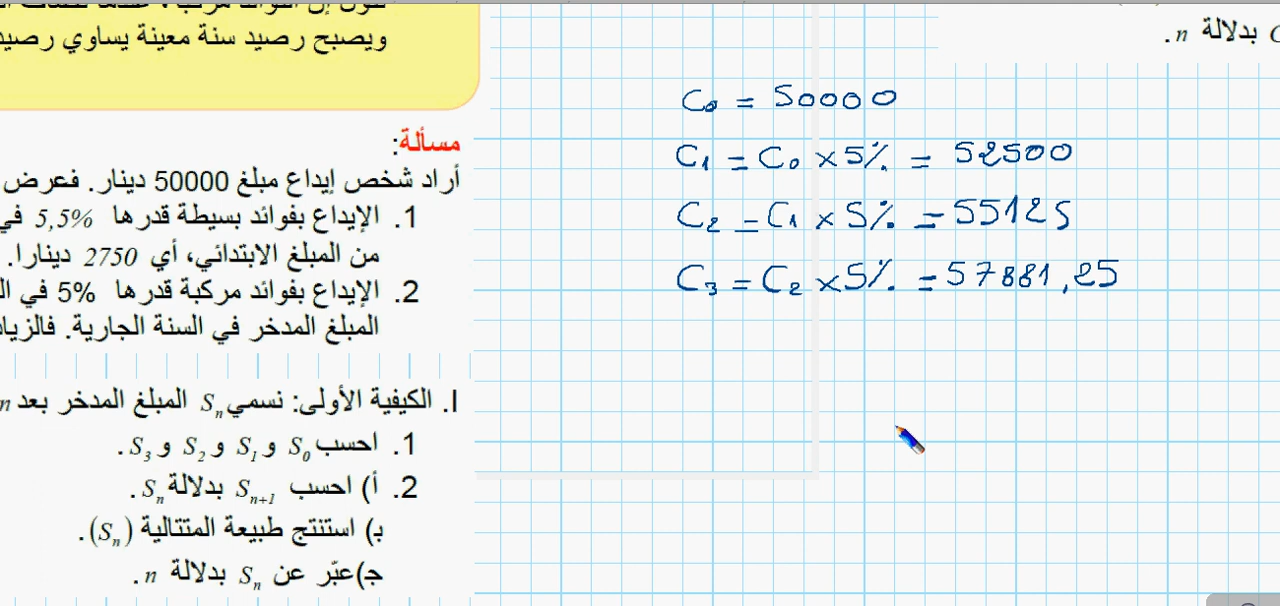 ويصبح رصيد سنة معينة يساوي رصيد
مسألة:
أراد شخص إيداع مبلغ 50000 دينار. فعرض
1. الإيداع بفوائد بسيطة قدرها 5,5% في
من المبلغ الابتدائي، أي 2750 دينارا.
2. الإيداع بفوائد مركبة قدرها 5% في
المبلغ المدخر في السنة الجارية. فالزيا
I. الكيفية الأولى: نسمي Sₙ المبلغ المدخر بعد n
1. احسب S₀ و S₁ و S₂ و S₃.
2. أ) احسب Sₙ₊₁ بدلالة Sₙ.
ب) استنتج طبيعة المتتالية (Sₙ).
ج) عبّر عن Sₙ بدلالة n.
C بدلالة n.
C₀ = 50000
C₁ = C₀ × 5% = 52500
C₂ = C₁ × 5% = 55125
C₃ = C₂ × 5% = 57881,25